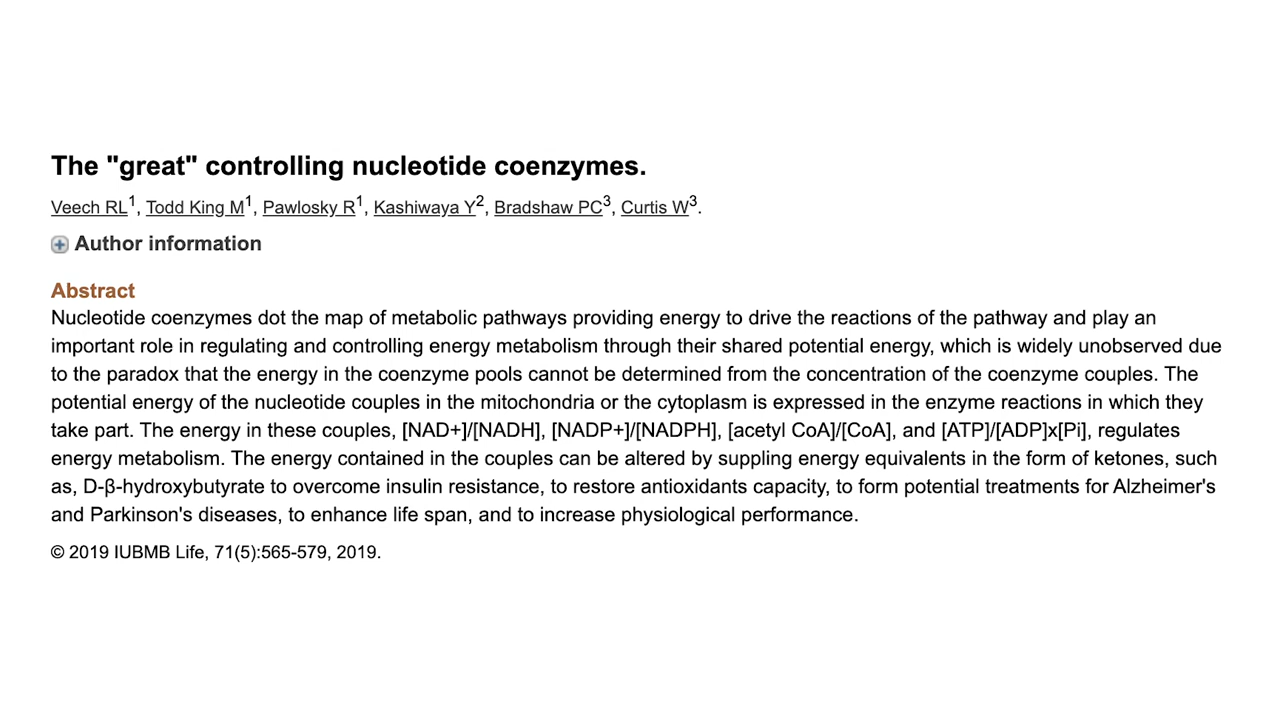 The "great" controlling nucleotide coenzymes.
Veech RL1, Todd King M1, Pawlosky R1, Kashiwaya Y2, Bradshaw PC3, Curtis W3.
Author information
Abstract
Nucleotide coenzymes dot the map of metabolic pathways providing energy to drive the reactions of the pathway and play an
important role in regulating and controlling energy metabolism through their shared potential energy, which is widely unobserved due
to the paradox that the energy in the coenzyme pools cannot be determined from the concentration of the coenzyme couples. The
potential energy of the nucleotide couples in the mitochondria or the cytoplasm is expressed in the enzyme reactions in which they
take part. The energy in these couples, [NAD+]/[NADH], [NADP+]/[NADPH], [acetyl CoA]/[CoA], and [ATP]/[ADP]x[Pi], regulates
energy metabolism. The energy contained in the couples can be altered by suppling energy equivalents in the form of ketones, such
as, D-β-hydroxybutyrate to overcome insulin resistance, to restore antioxidants capacity, to form potential treatments for Alzheimer's
and Parkinson's diseases, to enhance life span, and to increase physiological performance.
© 2019 IUBMB Life, 71(5):565-579, 2019.